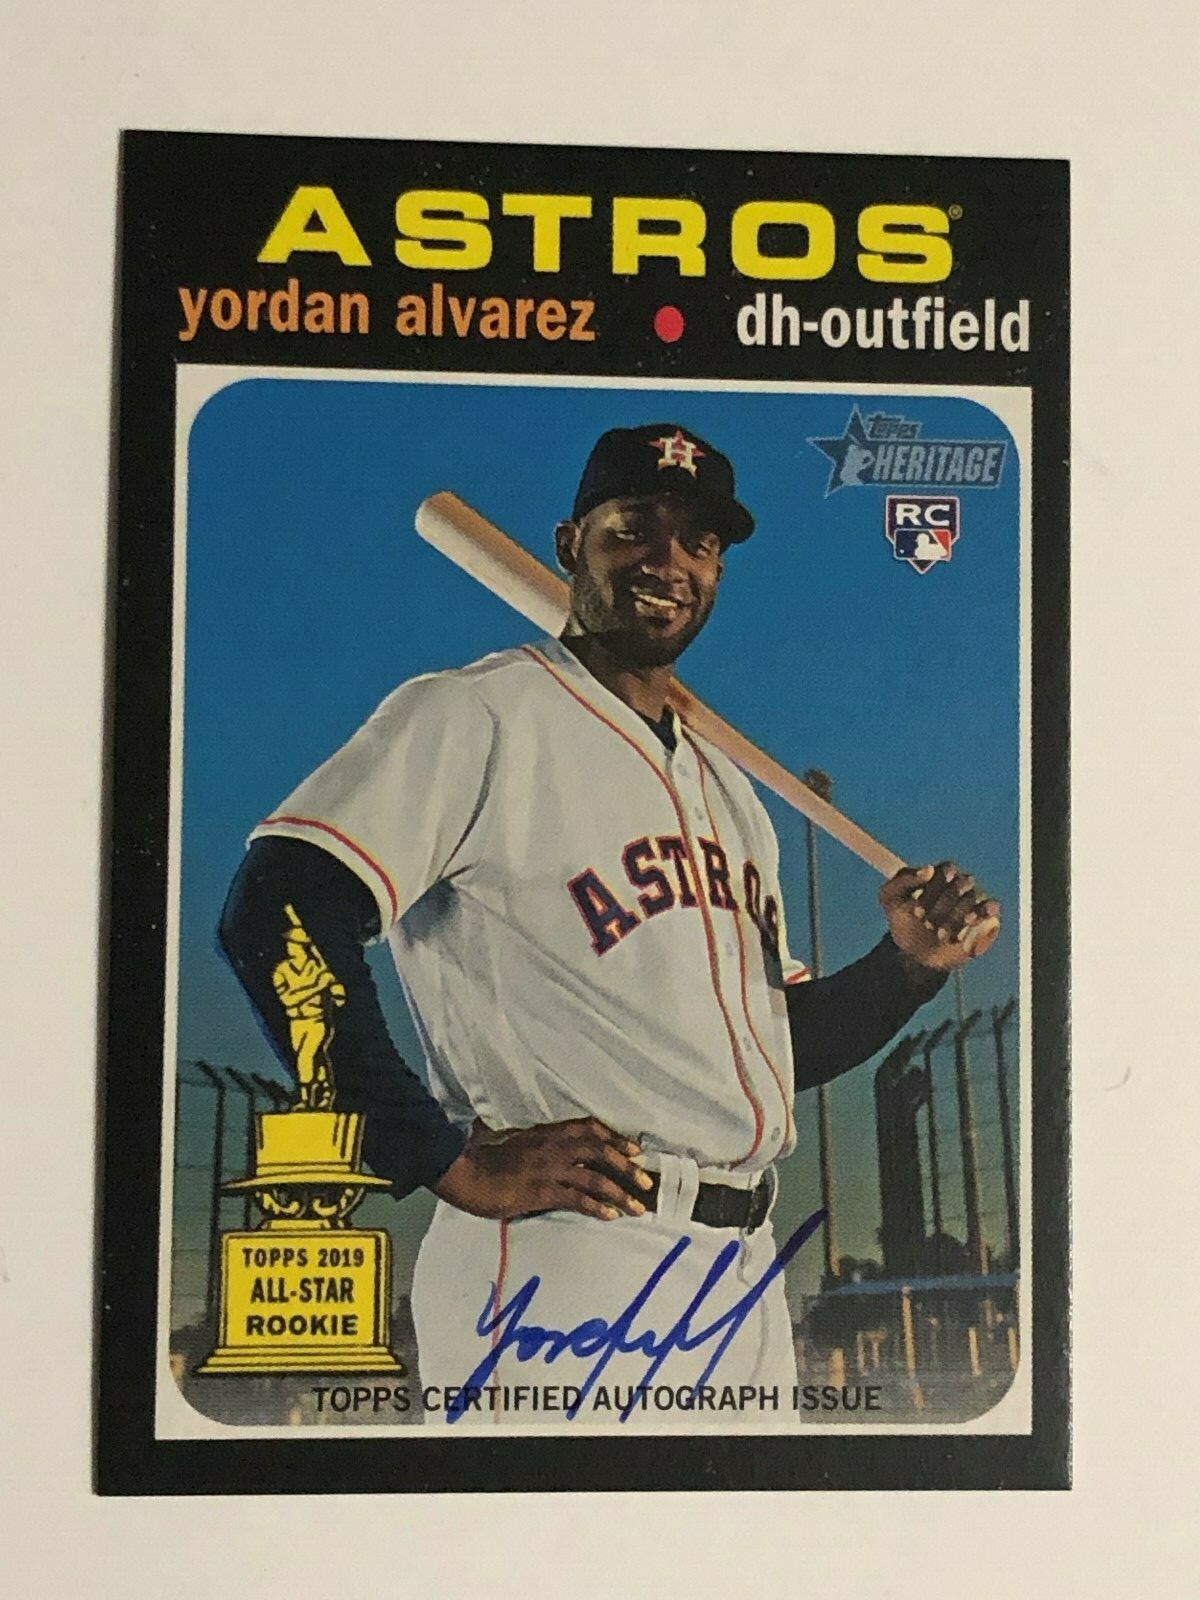 ASTROS®
yordan alvarez • dh-outfield
topps
HERITAGE
RC
H
ASTROS
TOPPS 2019
ALL-STAR
ROOKIE
TOPPS CERTIFIED AUTOGRAPH ISSUE